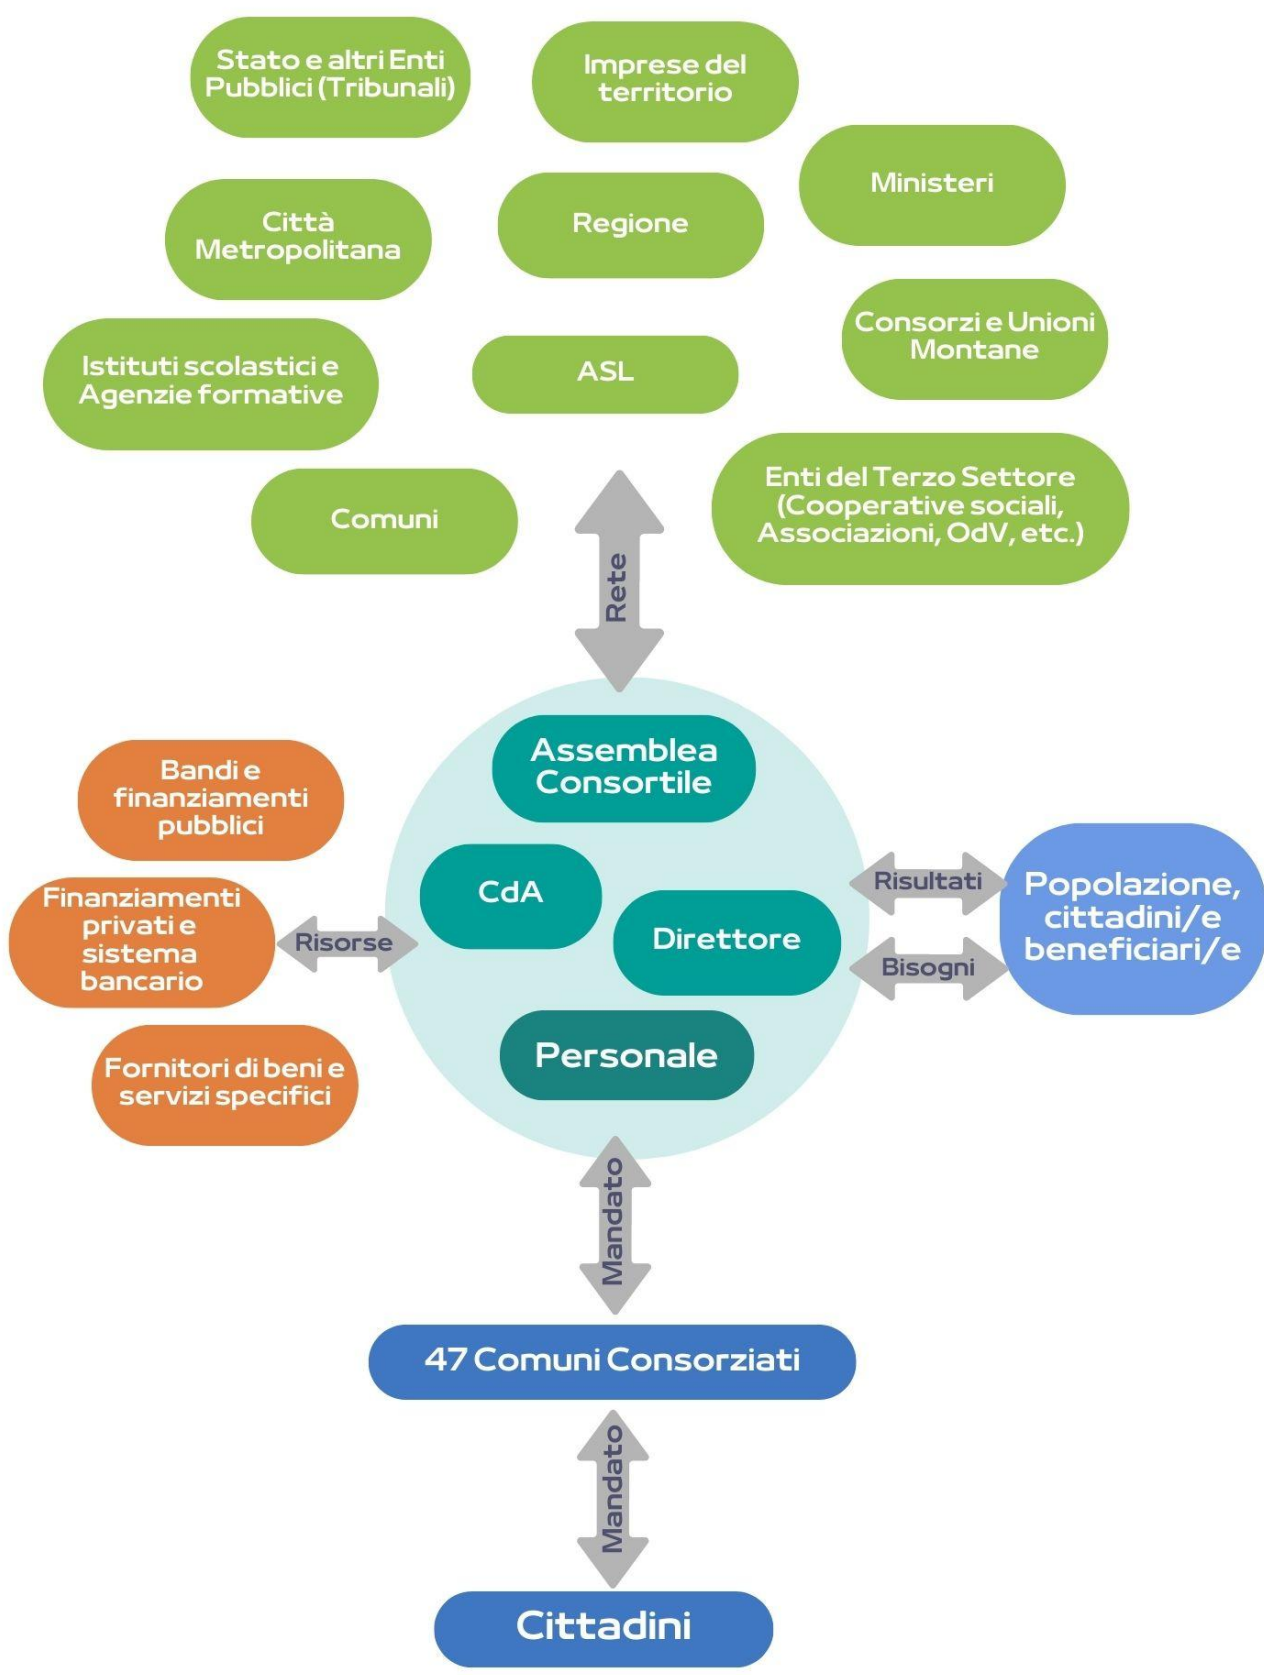 Stato e altri Enti
Pubblici (Tribunali)
Imprese del
territorio
Ministeri
Città
Metropolitana
Regione
Consorzi e Unioni
Montane
Istituti scolastici e
Agenzie formative
ASL
Enti del Terzo Settore
(Cooperative sociali,
Associazioni, OdV, etc.)
Comuni
Rete
Assemblea
Consortile
Bandi e
finanziamenti
pubblici
CdA
Direttore
Personale
Finanziamenti
privati e
sistema
bancario
Risorse
Fornitori di beni e
servizi specifici
Risultati
Bisogni
Popolazione,
cittadini/e
beneficiari/e
Mandato
47 Comuni Consorziati
Mandato
Cittadini